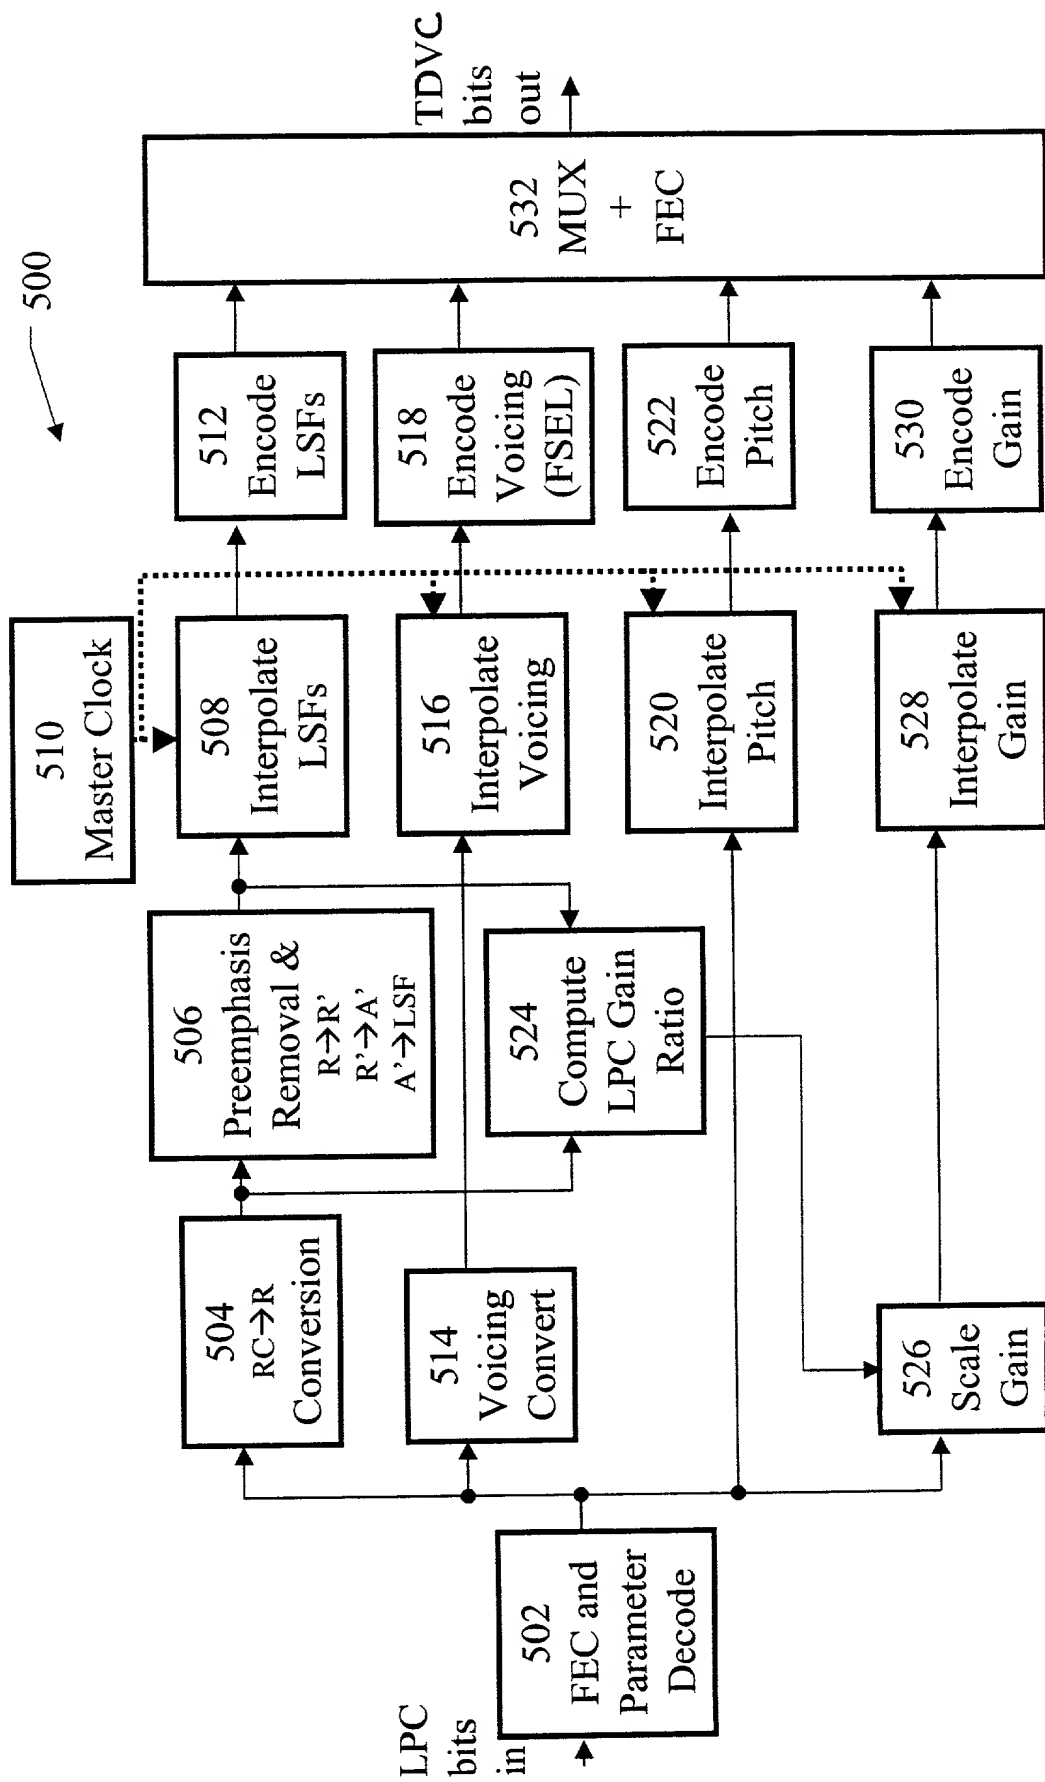 500
LPC
bits
in
502
FEC and
Parameter
Decode
504
RC→R
Conversion
506
Preemphasis
Removal &
R→R'
R'→A'
A'→LSF
510
Master Clock
508
Interpolate
LSFs
512
Encode
LSFs
514
Voicing
Convert
516
Interpolate
Voicing
518
Encode
Voicing
(FSEL)
524
Compute
LPC Gain
Ratio
520
Interpolate
Pitch
522
Encode
Pitch
526
Scale
Gain
528
Interpolate
Gain
530
Encode
Gain
532
MUX
+
FEC
TDVC
bits
out